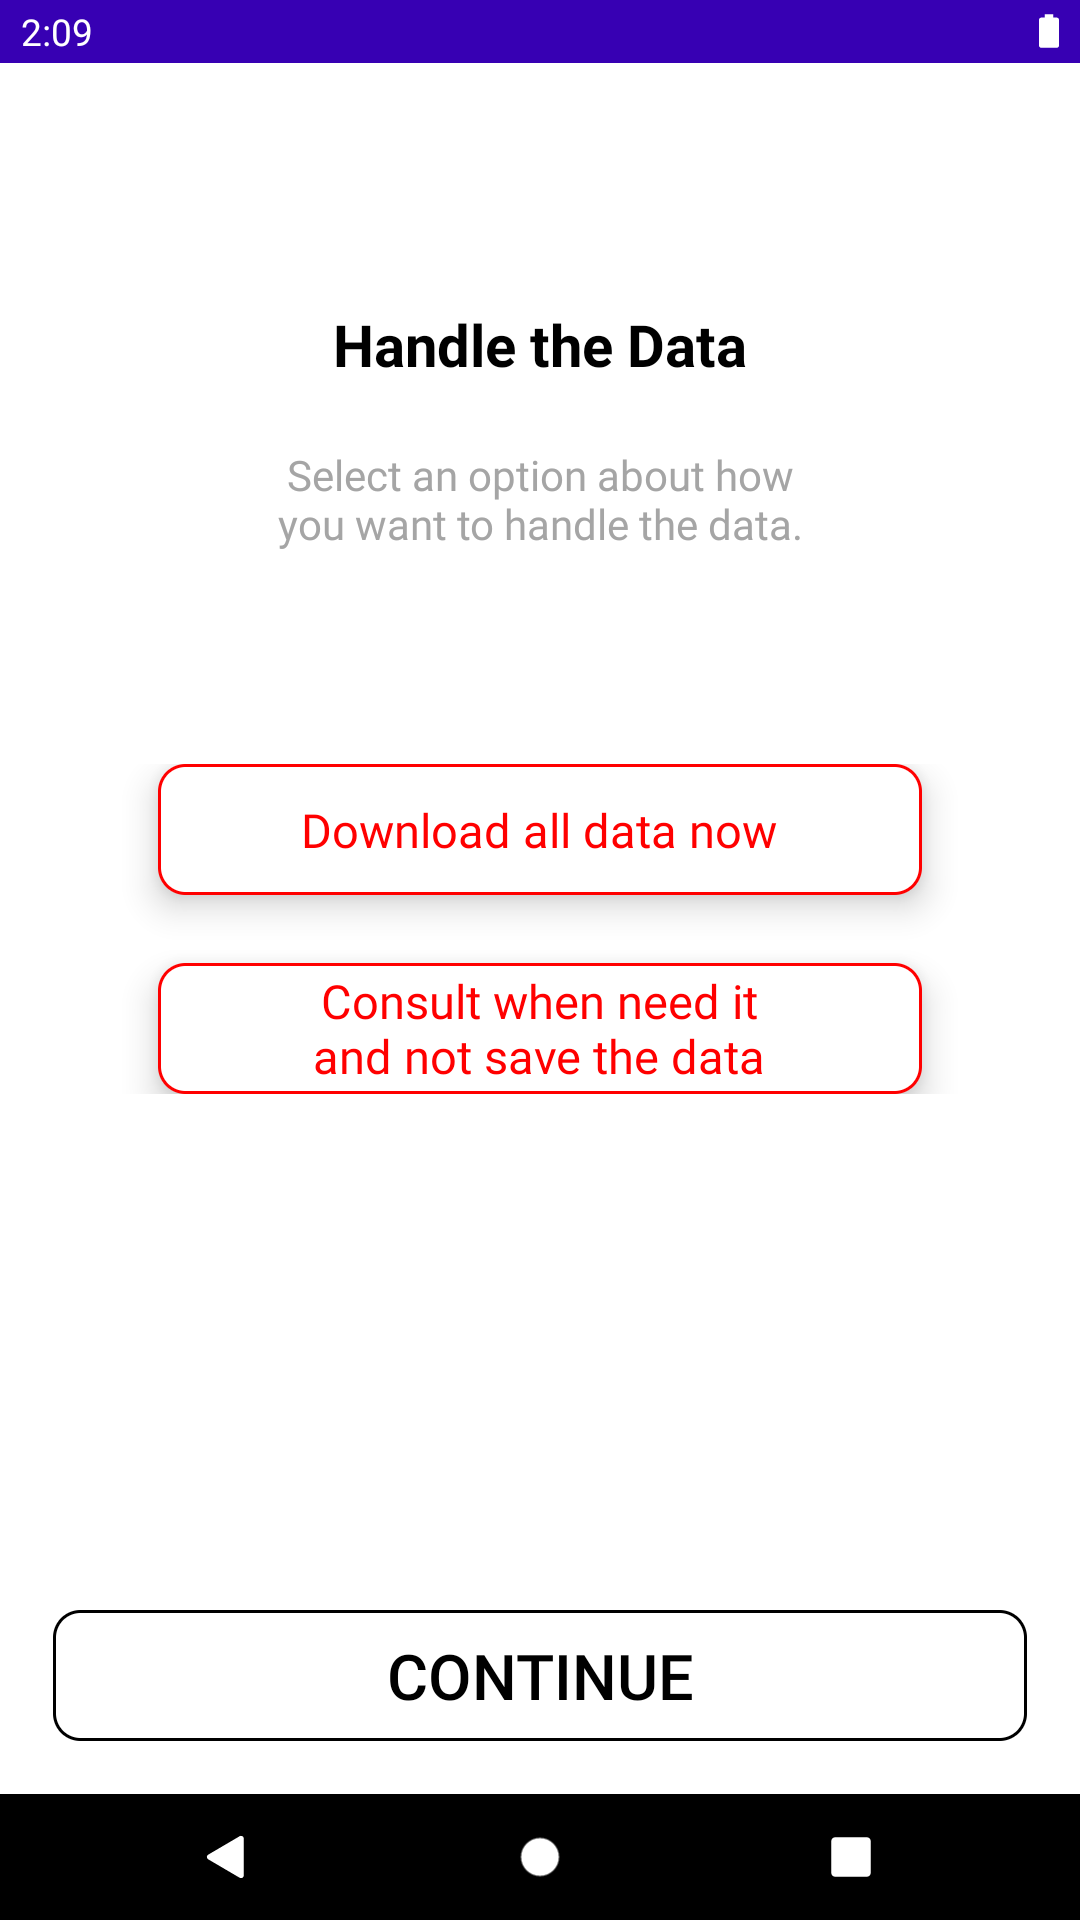 2:09
Handle the Data
Select an option about how
you want to handle the data.
Download all data now
Consult when need it
and not save the data
CONTINUE